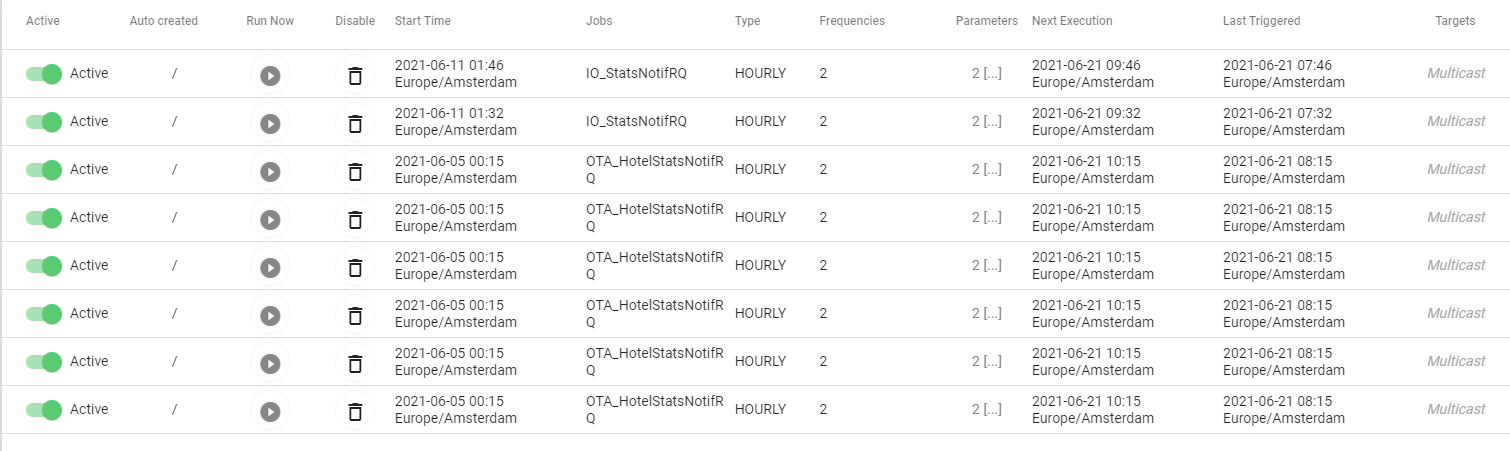 Active Auto created Run Now Disable Start Time Jobs Type Frequencies Parameters Next Execution Last Triggered Targets
Active / 2021-06-11 01:46 Europe/Amsterdam IO_StatsNotifRQ HOURLY 2 2 [...] 2021-06-21 09:46 Europe/Amsterdam 2021-06-21 07:46 Europe/Amsterdam Multicast
Active / 2021-06-11 01:32 Europe/Amsterdam IO_StatsNotifRQ HOURLY 2 2 [...] 2021-06-21 09:32 Europe/Amsterdam 2021-06-21 07:32 Europe/Amsterdam Multicast
Active / 2021-06-05 00:15 Europe/Amsterdam OTA_HotelStatsNotifRQ HOURLY 2 2 [...] 2021-06-21 10:15 Europe/Amsterdam 2021-06-21 08:15 Europe/Amsterdam Multicast
Active / 2021-06-05 00:15 Europe/Amsterdam OTA_HotelStatsNotifRQ HOURLY 2 2 [...] 2021-06-21 10:15 Europe/Amsterdam 2021-06-21 08:15 Europe/Amsterdam Multicast
Active / 2021-06-05 00:15 Europe/Amsterdam OTA_HotelStatsNotifRQ HOURLY 2 2 [...] 2021-06-21 10:15 Europe/Amsterdam 2021-06-21 08:15 Europe/Amsterdam Multicast
Active / 2021-06-05 00:15 Europe/Amsterdam OTA_HotelStatsNotifRQ HOURLY 2 2 [...] 2021-06-21 10:15 Europe/Amsterdam 2021-06-21 08:15 Europe/Amsterdam Multicast
Active / 2021-06-05 00:15 Europe/Amsterdam OTA_HotelStatsNotifRQ HOURLY 2 2 [...] 2021-06-21 10:15 Europe/Amsterdam 2021-06-21 08:15 Europe/Amsterdam Multicast
Active / 2021-06-05 00:15 Europe/Amsterdam OTA_HotelStatsNotifRQ HOURLY 2 2 [...] 2021-06-21 10:15 Europe/Amsterdam 2021-06-21 08:15 Europe/Amsterdam Multicast